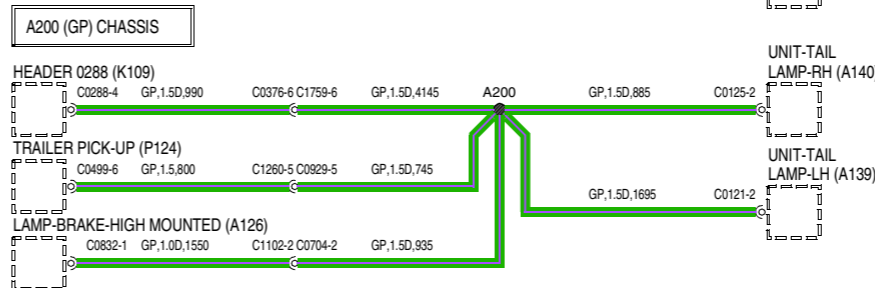 A200 (GP) CHASSIS
UNIT-TAIL
HEADER 0288 (K109)
LAMP-RH (A140)
C0288-4 GP,1.5D,990 C0376-6 C1759-6 GP,1.5D,4145 A200 GP,1.5D,885 C0125-2
TRAILER PICK-UP (P124)
UNIT-TAIL
C0499-6 GP,1.5,800 C1260-5 C0929-5 GP,1.5D,745
LAMP-LH (A139)
GP,1.5D,1695 C0121-2
LAMP-BRAKE-HIGH MOUNTED (A126)
C0832-1 GP,1.0D,1550 C1102-2 C0704-2 GP,1.5D,935